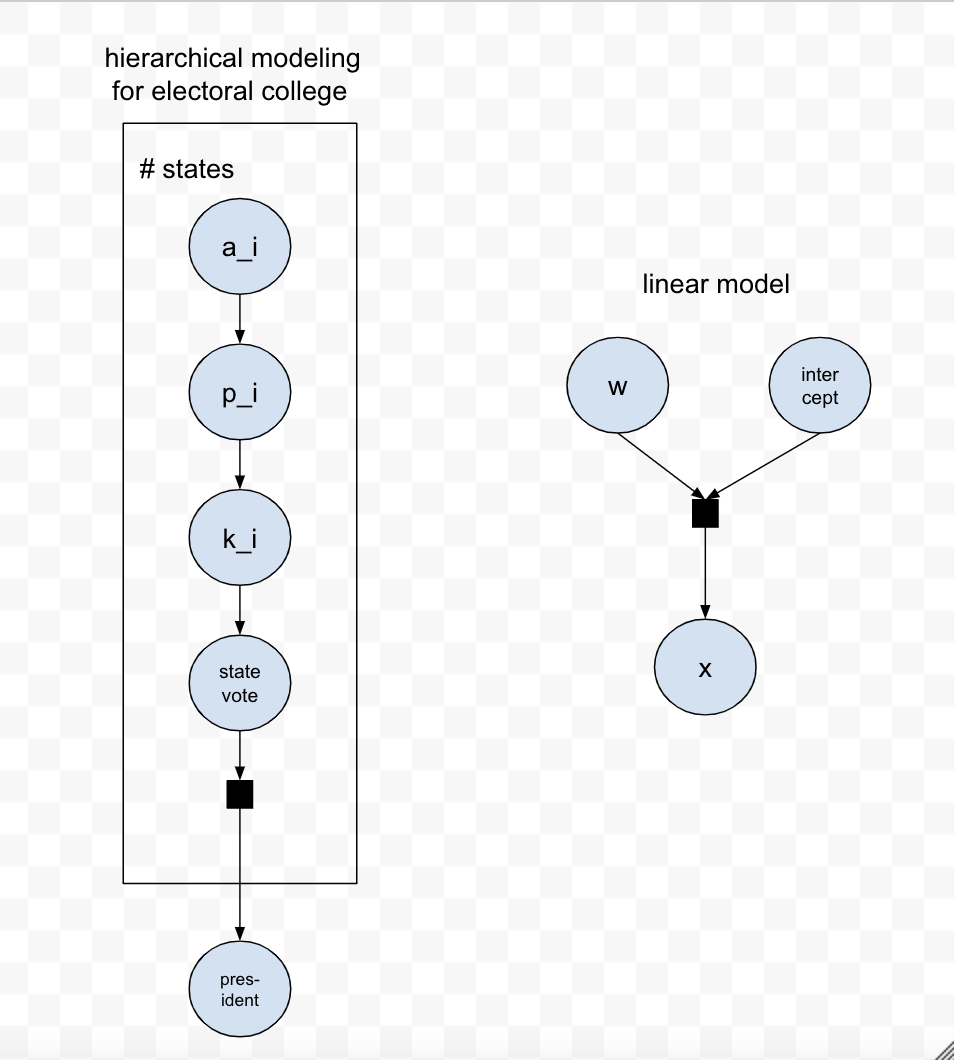 hierarchical modeling
for electoral college
# states
a_i
p_i
k_i
state
vote
pres-
ident
linear model
w
inter
cept
x